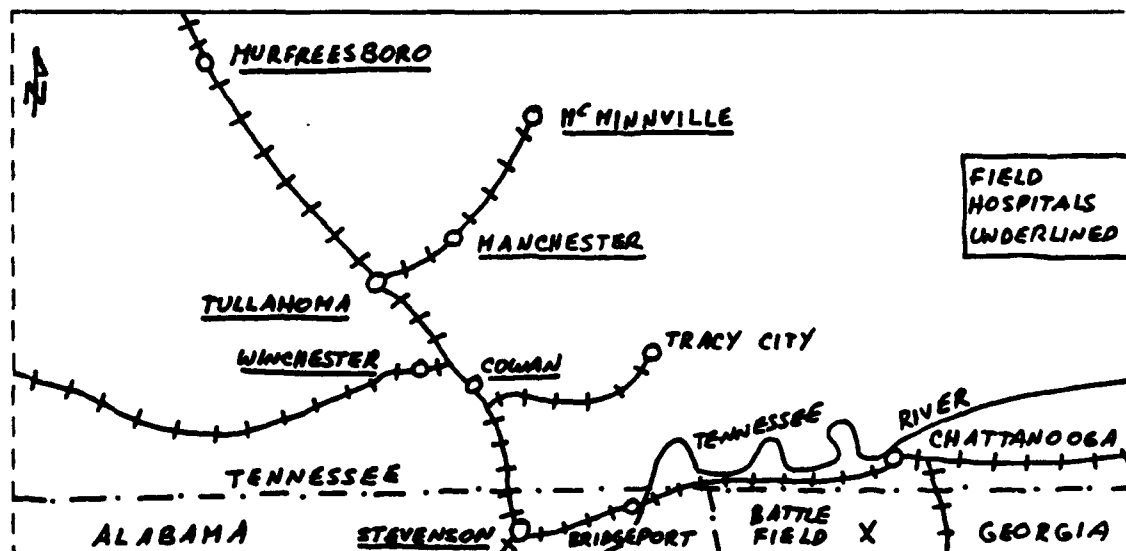 MURFREESBORO
N
McMINNVILLE
FIELD
HOSPITALS
UNDERLINED
MANCHESTER
TULLAHOMA
TRACY CITY
WINCHESTER
COWAN
TENNESSEE
RIVER
CHATTANOOGA
TENNESSEE
ALABAMA
STEVENSON
BRIDGEPORT
BATTLE
FIELD X
GEORGIA